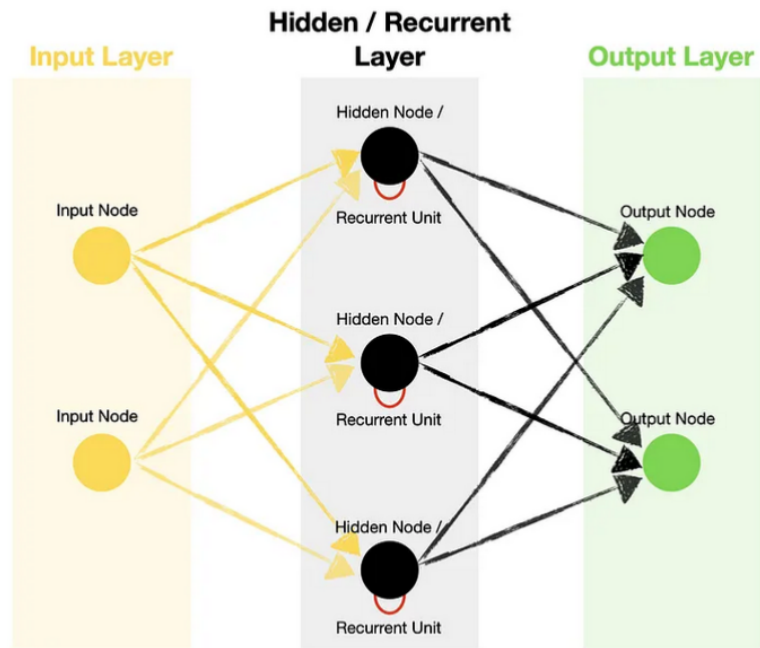 Hidden / Recurrent
Layer
Input Layer
Output Layer
Hidden Node /
Recurrent Unit
Input Node
Output Node
Hidden Node /
Recurrent Unit
Input Node
Output Node
Hidden Node /
Recurrent Unit